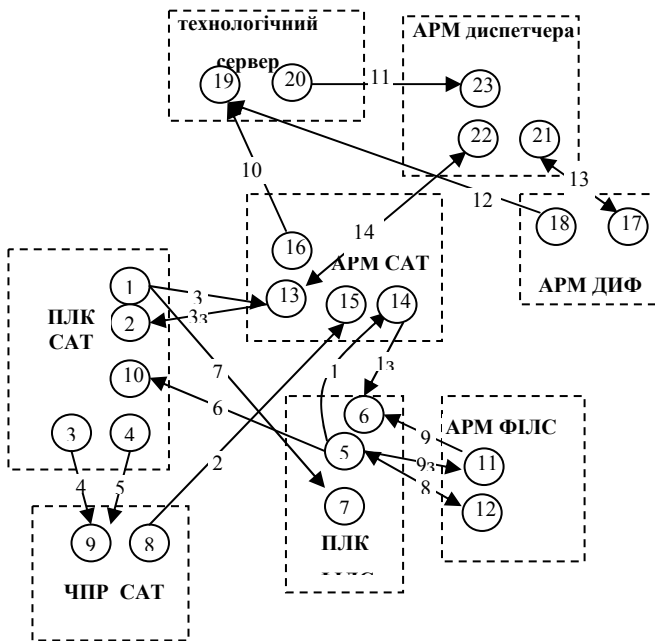 технологічний
сервер
19
20
11
АРМ диспетчера
23
22
21
10
12
13
14
18
17
АРМ ДИФ
16
АРМ САТ
13
15
14
1
2
10
ПЛК
САТ
3
3з
7
6
3
4
4
5
2
1
1з
6
5
7
ПЛК
АРМ ФІЛС
9
9з
8
11
12
9
8
ЧПР САТ